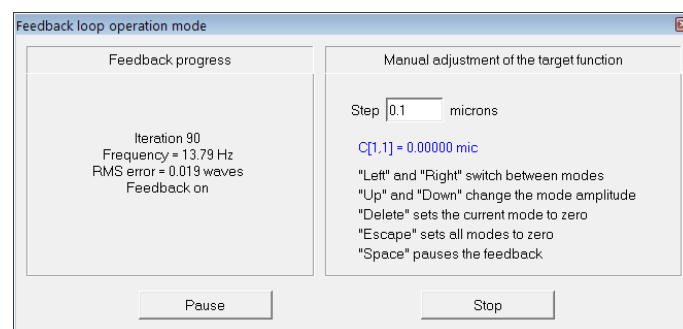 Feedback loop operation mode
Feedback progress
Iteration 90
Frequency = 13.79 Hz
RMS error = 0.019 waves
Feedback on
Manual adjustment of the target function
Step 0.1 microns
C[1,1] = 0.00000 mic
"Left" and "Right" switch between modes
"Up" and "Down" change the mode amplitude
"Delete" sets the current mode to zero
"Escape" sets all modes to zero
"Space" pauses the feedback
Pause
Stop